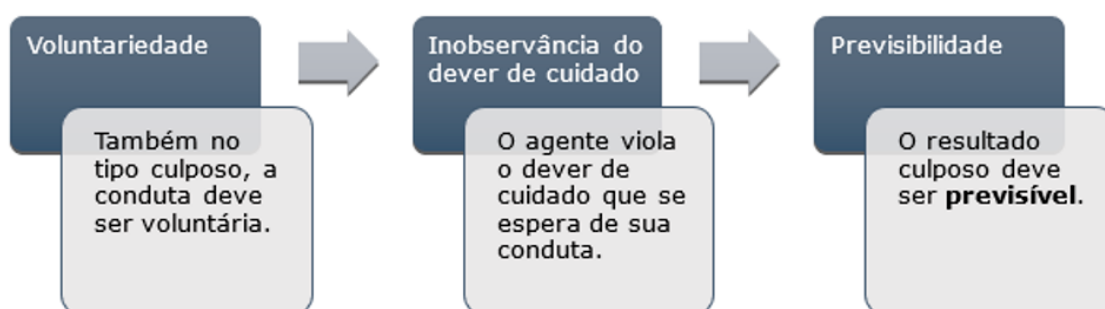 Voluntariedade
Também no
tipo culposo, a
conduta deve
ser voluntária.
Inobservância do
dever de cuidado
O agente viola
o dever de
cuidado que se
espera de sua
conduta.
Previsibilidade
O resultado
culposo deve
ser previsível.